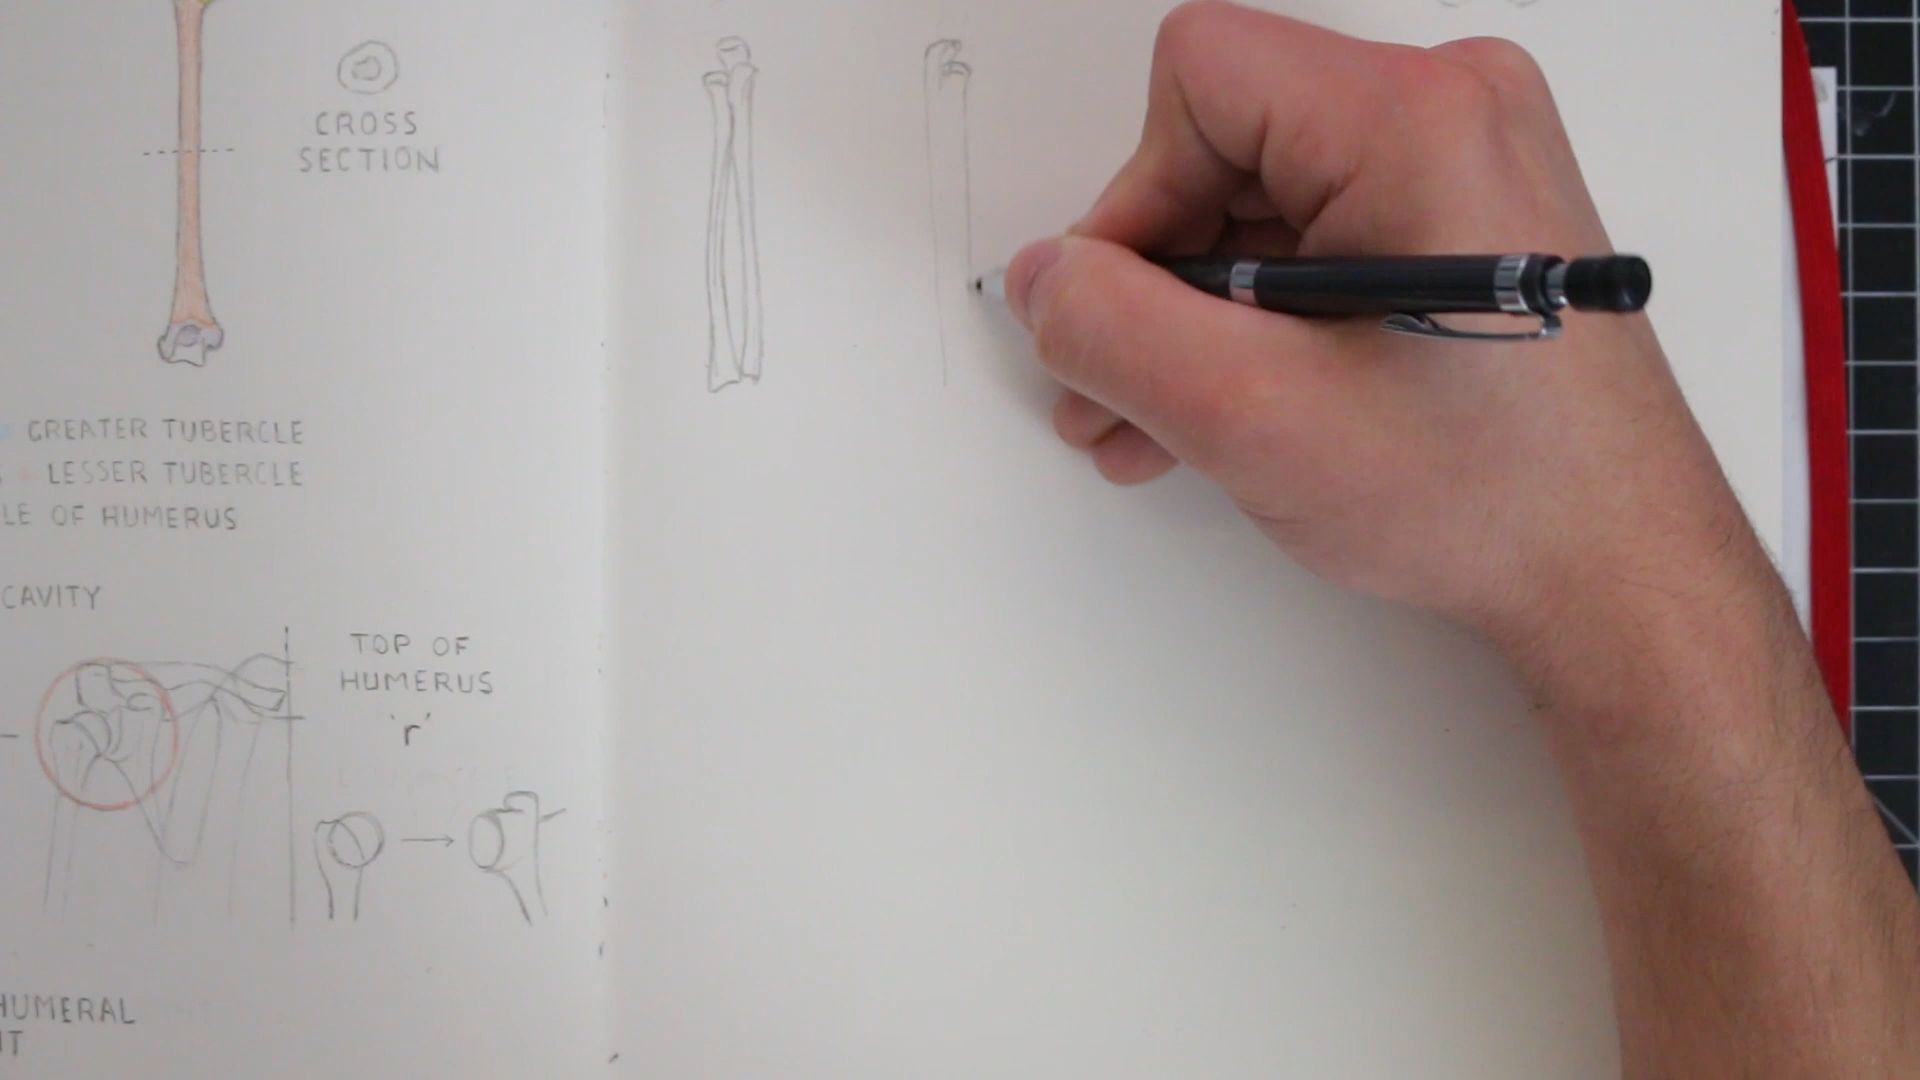 CROSS
SECTION
GREATER TUBERCLE
LESSER TUBERCLE
LE OF HUMERUS
CAVITY
TOP OF
HUMERUS
'r'
HUMERAL
IT